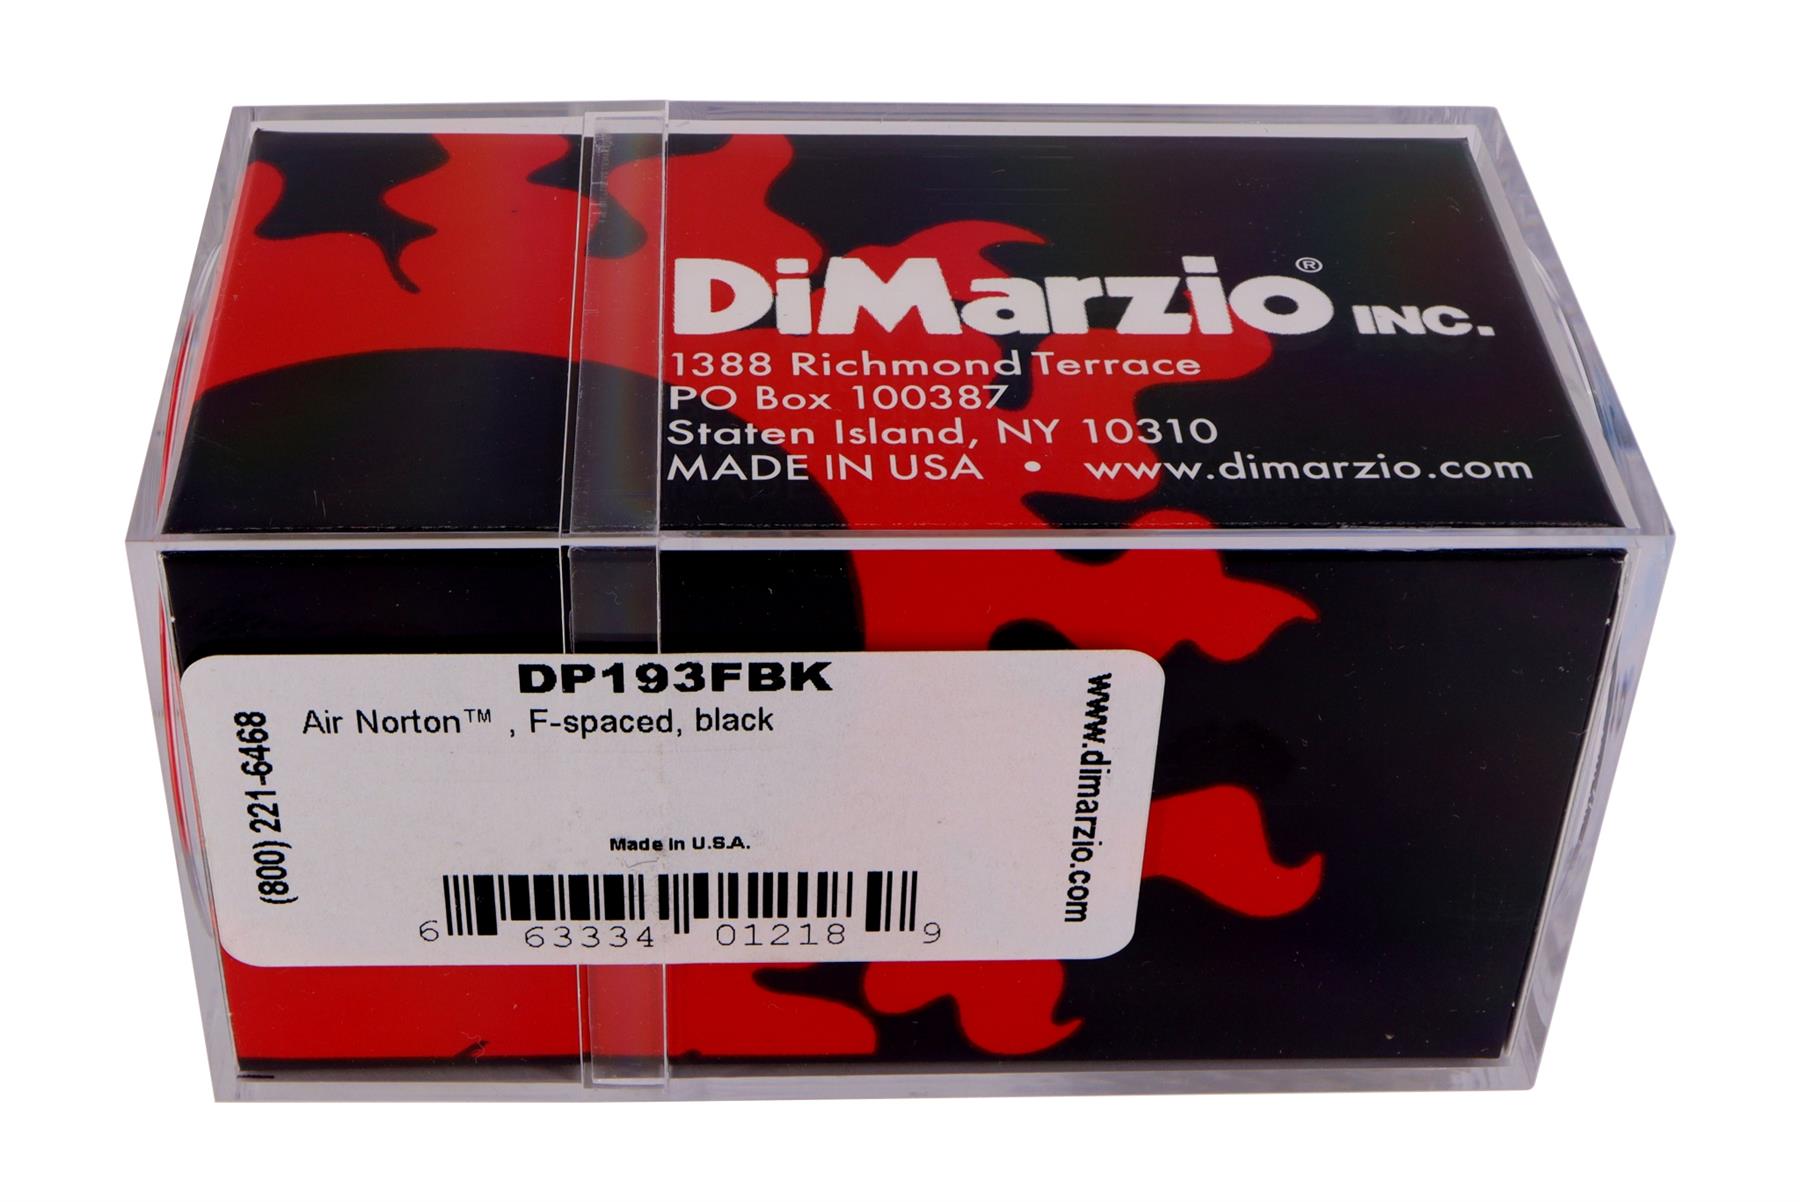 DiMarzio® INC.
1388 Richmond Terrace
PO Box 100387
Staten Island, NY 10310
MADE IN USA • www.dimarzio.com
DP193FBK
Air Norton™ , F-spaced, black
(800) 221-6468
www.dimarzio.com
Made in U.S.A.
6 63334 01218 9